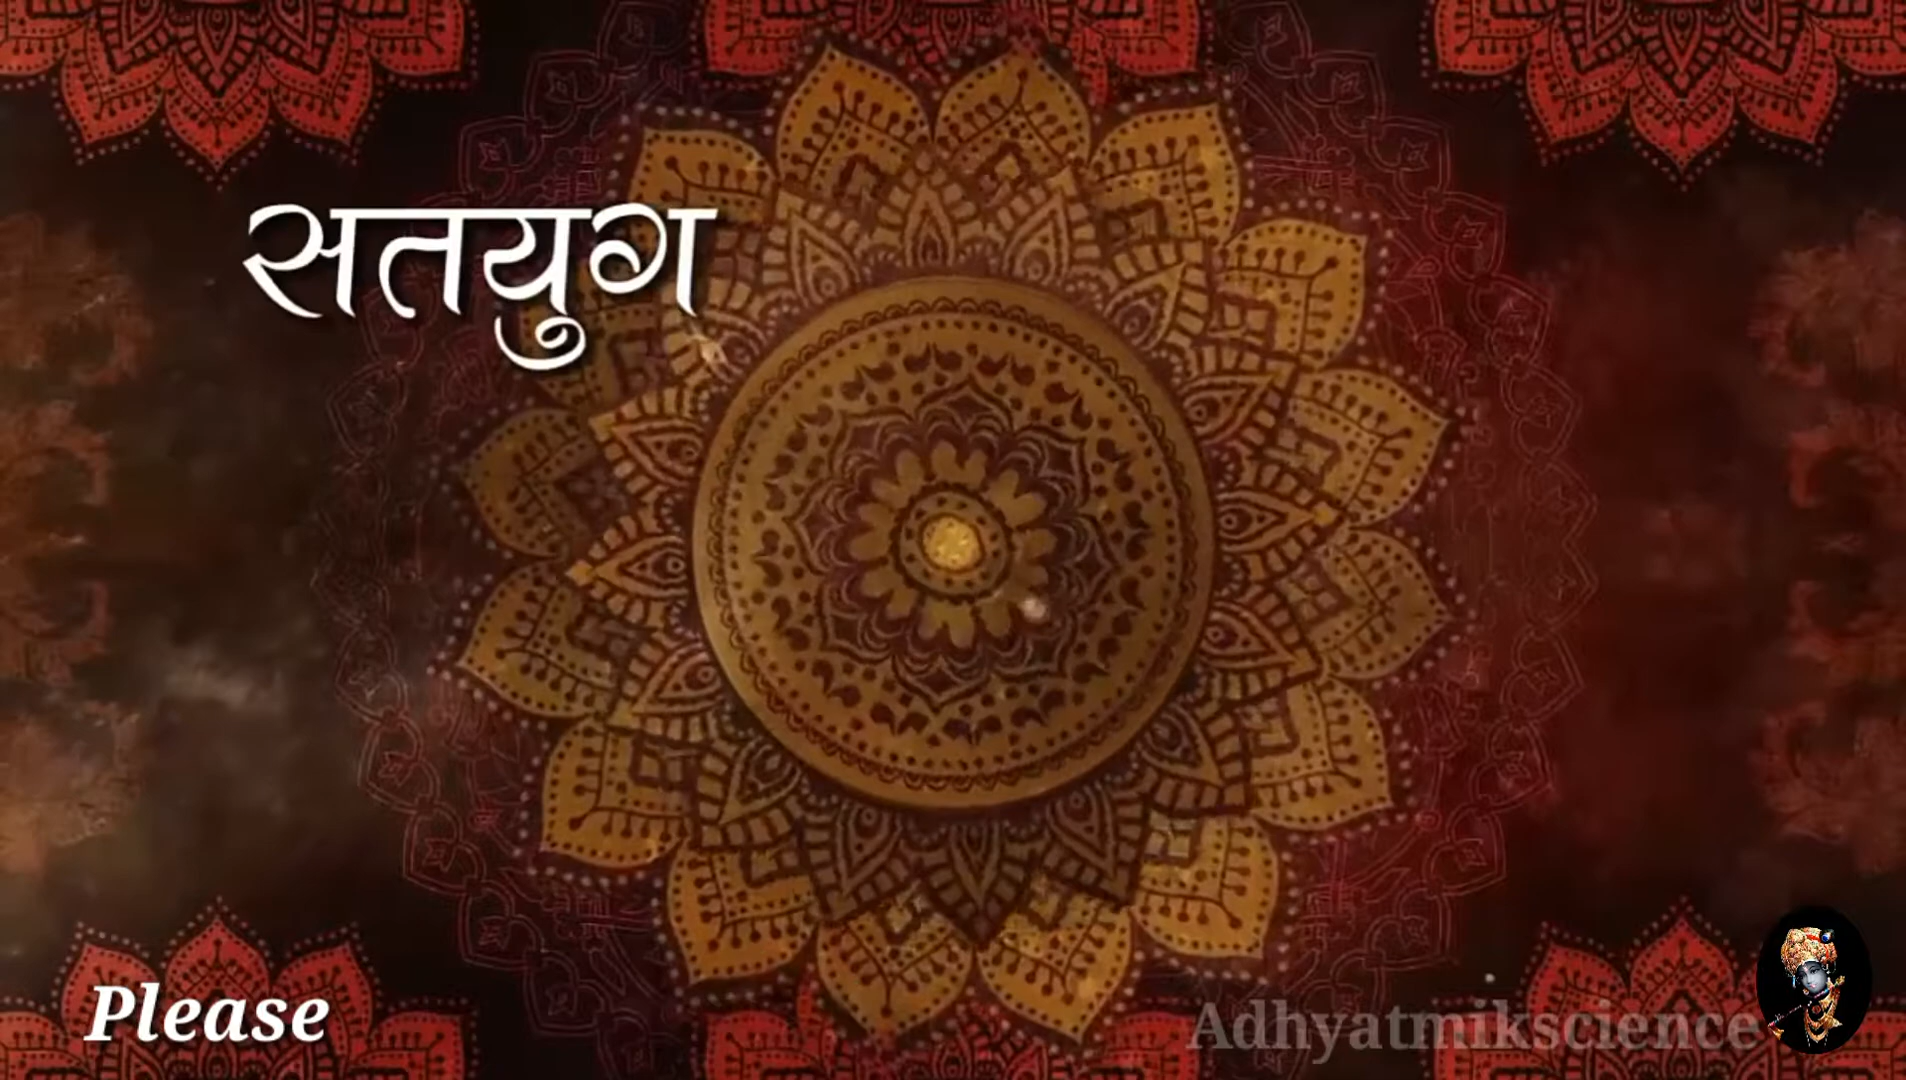 सतयुग
Please
Adhyatmikscience